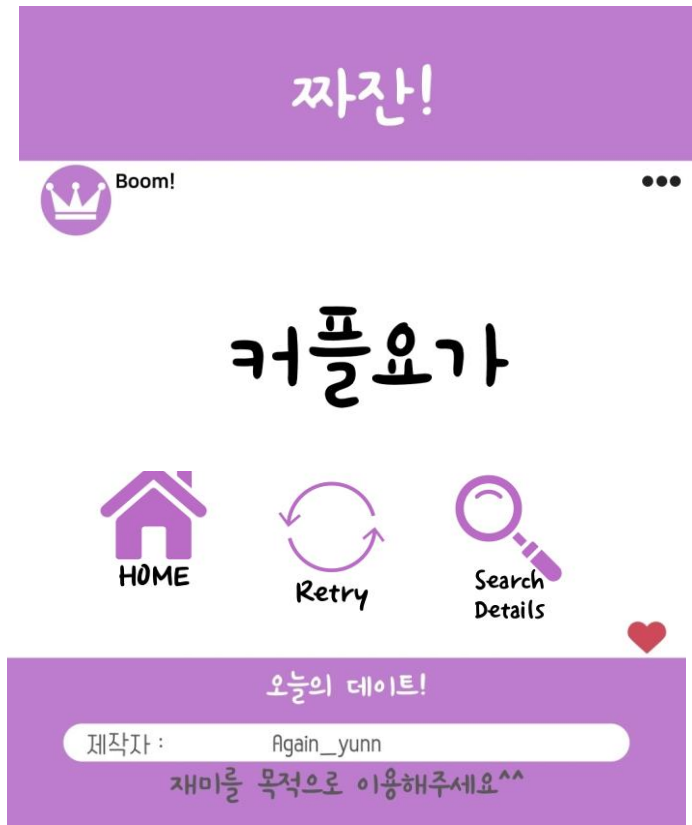 짜잔!
Boom!
커플요가
HOME
Retry
Search
Details
오늘의 데이트!
제작자 : Again__yunn
재미를 목적으로 이용해주세요^^